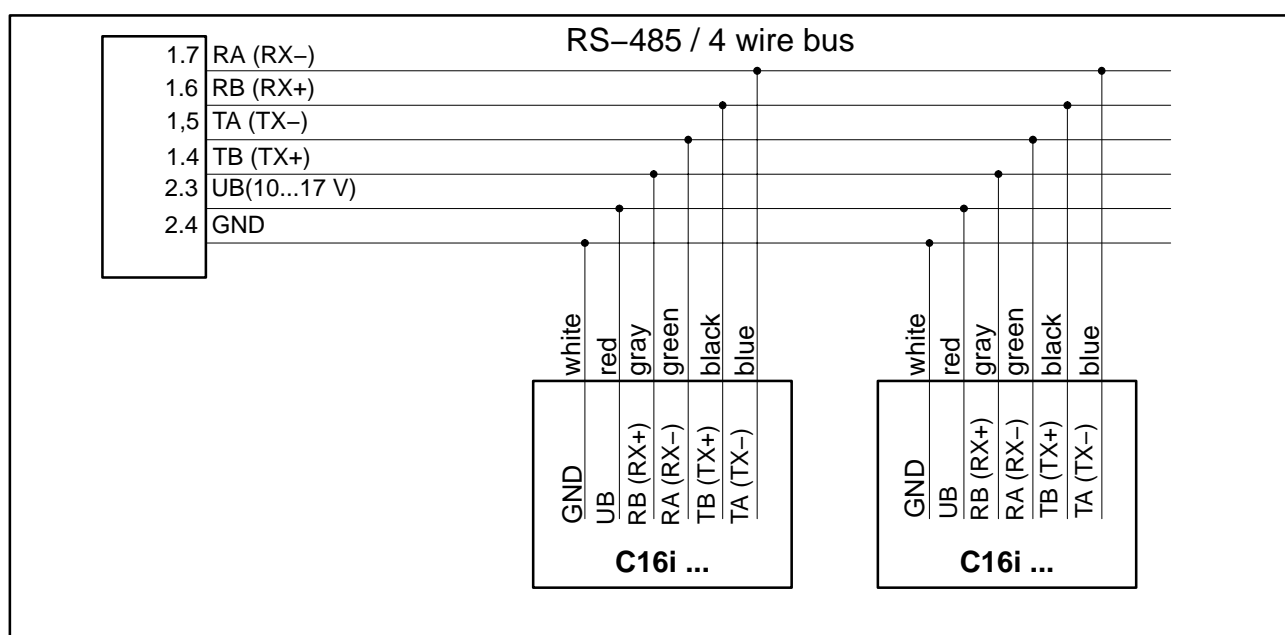 RS−485 / 4 wire bus
1.7 RA (RX−)
1.6 RB (RX+)
1,5 TA (TX−)
1.4 TB (TX+)
2.3 UB(10...17 V)
2.4 GND
white
red
gray
green
black
blue
white
red
gray
green
black
blue
GND
UB
RB (RX+)
RA (RX−)
TB (TX+)
TA (TX−)
GND
UB
RB (RX+)
RA (RX−)
TB (TX+)
TA (TX−)
C16i ...
C16i ...